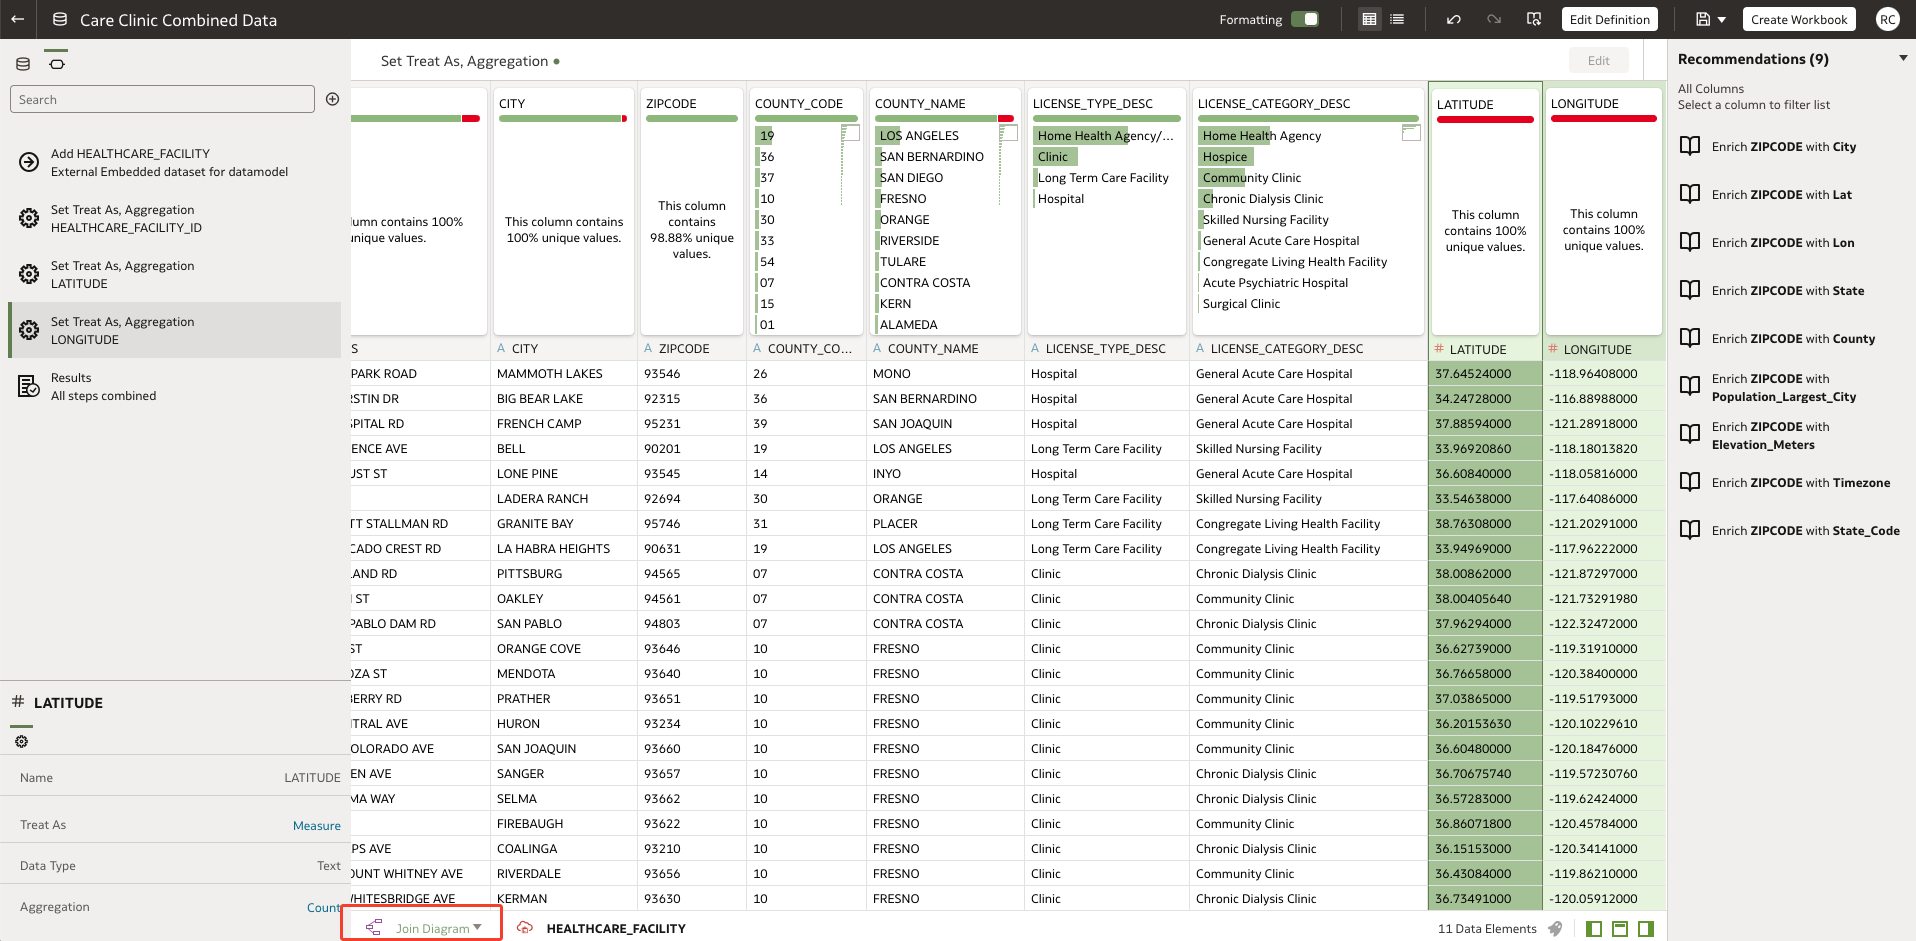 Care Clinic Combined Data
Formatting
Edit Definition
Create Workbook
RC
Search
Add HEALTHCARE_FACILITY
External Embedded dataset for datamodel
Set Treat As, Aggregation
HEALTHCARE_FACILITY_ID
Set Treat As, Aggregation
LATITUDE
Set Treat As, Aggregation
LONGITUDE
Results
All steps combined
# LATITUDE
Name LATITUDE
Treat As Measure
Data Type Text
Aggregation Count
Set Treat As, Aggregation
Edit
lumn contains 100%
unique values.
CITY
This column contains
100% unique values.
ZIPCODE
This column
contains
98.88% unique
values.
COUNTY_CODE
19
36
37
10
30
33
54
07
15
01
COUNTY_NAME
LOS ANGELES
SAN BERNARDINO
SAN DIEGO
FRESNO
ORANGE
RIVERSIDE
TULARE
CONTRA COSTA
KERN
ALAMEDA
LICENSE_TYPE_DESC
Home Health Agency/...
Clinic
Long Term Care Facility
Hospital
LICENSE_CATEGORY_DESC
Home Health Agency
Hospice
Community Clinic
Chronic Dialysis Clinic
Skilled Nursing Facility
General Acute Care Hospital
Congregate Living Health Facility
Acute Psychiatric Hospital
Surgical Clinic
LATITUDE
This column
contains 100%
unique values.
LONGITUDE
This column
contains 100%
unique values.
S A CITY A ZIPCODE A COUNTY_CO... A COUNTY_NAME A LICENSE_TYPE_DESC A LICENSE_CATEGORY_DESC # LATITUDE # LONGITUDE
PARK ROAD MAMMOTH LAKES 93546 26 MONO Hospital General Acute Care Hospital 37.64524000 -118.96408000
RSTIN DR BIG BEAR LAKE 92315 36 SAN BERNARDINO Hospital General Acute Care Hospital 34.24728000 -116.88988000
SPITAL RD FRENCH CAMP 95231 39 SAN JOAQUIN Hospital General Acute Care Hospital 37.88594000 -121.28918000
ENCE AVE BELL 90201 19 LOS ANGELES Long Term Care Facility Skilled Nursing Facility 33.96920860 -118.18013820
UST ST LONE PINE 93545 14 INYO Hospital General Acute Care Hospital 36.60840000 -118.05816000
LADERA RANCH 92694 30 ORANGE Long Term Care Facility Skilled Nursing Facility 33.54638000 -117.64086000
TT STALLMAN RD GRANITE BAY 95746 31 PLACER Long Term Care Facility Congregate Living Health Facility 38.76308000 -121.20291000
CADO CREST RD LA HABRA HEIGHTS 90631 19 LOS ANGELES Long Term Care Facility Congregate Living Health Facility 33.94969000 -117.96222000
LAND RD PITTSBURG 94565 07 CONTRA COSTA Clinic Chronic Dialysis Clinic 38.00862000 -121.87297000
ST OAKLEY 94561 07 CONTRA COSTA Clinic Community Clinic 38.00405640 -121.73291980
PABLO DAM RD SAN PABLO 94803 07 CONTRA COSTA Clinic Chronic Dialysis Clinic 37.96294000 -122.32472000
ST ORANGE COVE 93646 10 FRESNO Clinic Community Clinic 36.62739000 -119.31910000
OZA ST MENDOTA 93640 10 FRESNO Clinic Community Clinic 36.76658000 -120.38400000
BERRY RD PRATHER 93651 10 FRESNO Clinic Community Clinic 37.03865000 -119.51793000
NTRAL AVE HURON 93234 10 FRESNO Clinic Community Clinic 36.20153630 -120.10229610
OLORADO AVE SAN JOAQUIN 93660 10 FRESNO Clinic Community Clinic 36.60480000 -120.18476000
EN AVE SANGER 93657 10 FRESNO Clinic Chronic Dialysis Clinic 36.70675740 -119.57230760
MA WAY SELMA 93662 10 FRESNO Clinic Chronic Dialysis Clinic 36.57283000 -119.62424000
FIREBAUGH 93622 10 FRESNO Clinic Community Clinic 36.86071800 -120.45784000
PS AVE COALINGA 93210 10 FRESNO Clinic Chronic Dialysis Clinic 36.15153000 -120.34141000
OUNT WHITNEY AVE RIVERDALE 93656 10 FRESNO Clinic Community Clinic 36.43084000 -119.86210000
WHITESBRIDGE AVE KERMAN 93630 10 FRESNO Clinic Chronic Dialysis Clinic 36.73491000 -120.05912000
Join Diagram
HEALTHCARE_FACILITY
11 Data Elements
Recommendations (9)
All Columns
Select a column to filter list
Enrich ZIPCODE with City
Enrich ZIPCODE with Lat
Enrich ZIPCODE with Lon
Enrich ZIPCODE with State
Enrich ZIPCODE with County
Enrich ZIPCODE with
Population_Largest_City
Enrich ZIPCODE with
Elevation_Meters
Enrich ZIPCODE with Timezone
Enrich ZIPCODE with State_Code